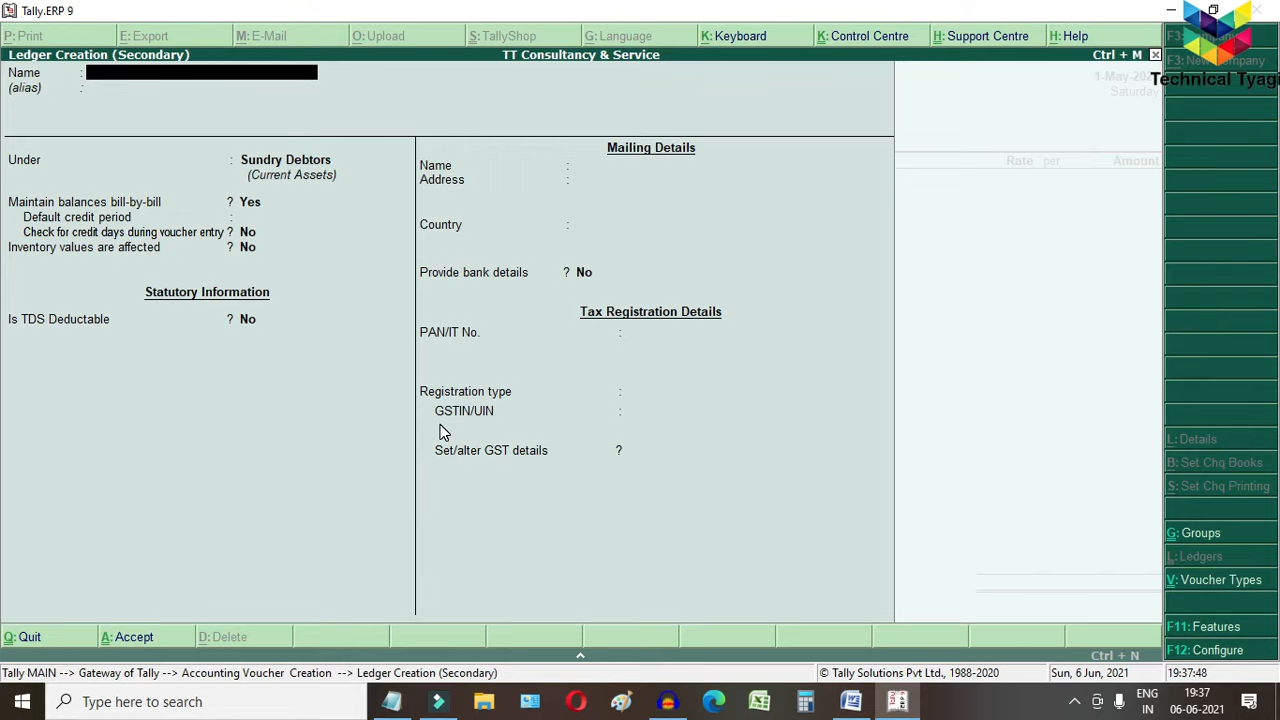 Tally.ERP 9
P: Print E: Export M: E-Mail O: Upload S: TallyShop G: Language K: Keyboard K: Control Centre H: Support Centre H: Help
Ledger Creation (Secondary) TT Consultancy & Service Ctrl + M
F3: New Company
Technical Tyagi
Name :
(alias) :
Saturday
Rate per Amount
Under : Sundry Debtors
(Current Assets)
Maintain balances bill-by-bill ? Yes
Default credit period :
Check for credit days during voucher entry ? No
Inventory values are affected ? No
Statutory Information
Is TDS Deductable ? No
Mailing Details
Name :
Address :
Country :
Provide bank details ? No
Tax Registration Details
PAN/IT No. :
Registration type :
GSTIN/UIN :
Set/alter GST details ?
L: Details
B: Set Chq Books
S: Set Chq Printing
G: Groups
L: Ledgers
V: Voucher Types
F11: Features
F12: Configure
Q: Quit A: Accept D: Delete
Ctrl + N
Tally MAIN --> Gateway of Tally --> Accounting Voucher Creation --> Ledger Creation (Secondary) © Tally Solutions Pvt Ltd., 1988-2020 Sun, 6 Jun, 2021 19:37:48
Type here to search
ENG
IN
19:37
06-06-2021